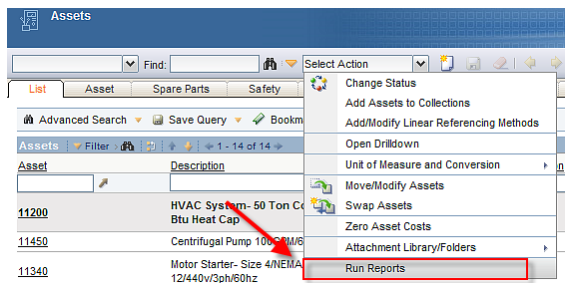 Assets
Find:
Select Action
List Asset Spare Parts Safety
Advanced Search Save Query
Assets Filter 1 - 14 of 14
Asset Description
11200 HVAC System- 50 Ton
Btu Heat Cap
11450 Centrifugal Pump
11340 Motor Starter- Size 4/NEMA
12/440v/3ph/60hz
Change Status
Add Assets to Collections
Add/Modify Linear Referencing Methods
Open Drilldown
Unit of Measure and Conversion
Move/Modify Assets
Swap Assets
Zero Asset Costs
Attachment Library/Folders
Run Reports